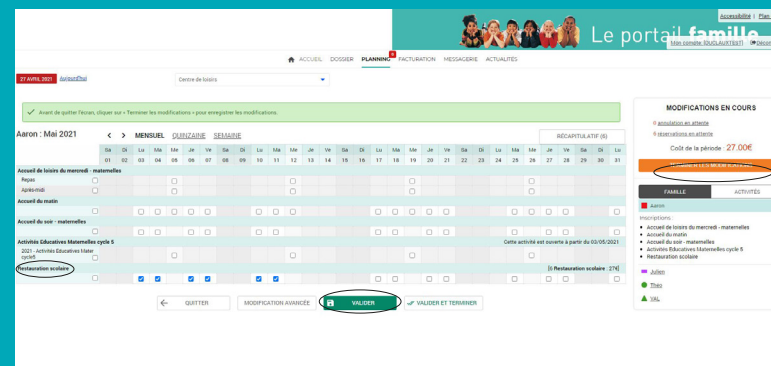 Accessibilité | Plan
Le portail famille
Mon compte: [DUCLAUXTEST] Décon
ACCUEIL DOSSIER PLANNING FACTURATION MESSAGERIE ACTUALITÉS
27 AVRIL 2021 Aujourd'hui Centre de loisirs
Avant de quitter l'écran, cliquer sur « Terminer les modifications » pour enregistrer les modifications.
Aaron : Mai 2021 < > MENSUEL QUINZAINE SEMAINE RÉCAPITULATIF (6)
Sa Di Lu Ma Me Je Ve Sa Di Lu Ma Me Je Ve Sa Di Lu Ma Me Je Ve Sa Di Lu Ma Me Je Ve Sa Di Lu
01 02 03 04 05 06 07 08 09 10 11 12 13 14 15 16 17 18 19 20 21 22 23 24 25 26 27 28 29 30 31
Accueil de loisirs du mercredi - maternelles
Repas
Après-midi
Accueil du matin
Accueil du soir - maternelles
Activités Educatives Maternelles cycle 5 Cette activité est ouverte à partir du 03/05/2021
2021 - Activités Educatives Mater
cycle5
Restauration scolaire [6 Restauration scolaire : 27€]
QUITTER MODIFICATION AVANCÉE VALIDER VALIDER ET TERMINER
MODIFICATIONS EN COURS
0 annulation en attente
6 réservations en attente
Coût de la période : 27.00€
TERMINER LES MODIFICATIONS
FAMILLE ACTIVITÉS
Aaron
Inscriptions :
Accueil de loisirs du mercredi - maternelles
Accueil du matin
Accueil du soir - maternelles
Activités Educatives Maternelles cycle 5
Restauration scolaire
Julien
Théo
VAL